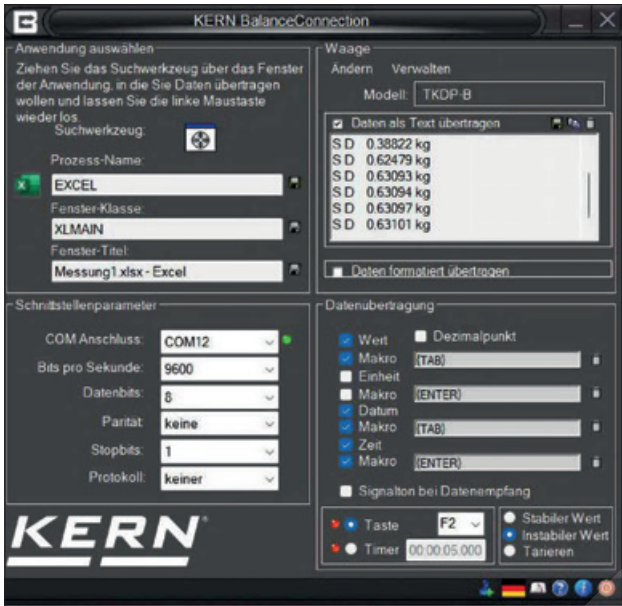 KERN BalanceConnection
Anwendung auswählen
Ziehen Sie das Suchwerkzeug über das Fenster
der Anwendung, in die Sie Daten übertragen
wollen und lassen Sie die linke Maustaste
wieder los.
Suchwerkzeug:
Prozess-Name:
EXCEL
Fenster-Klasse:
XLMAIN
Fenster-Titel:
Messung1.xlsx - Excel
Waage
Ändern Verwalten
Modell: TKDP-B
Daten als Text übertragen
S D 0.38822 kg
S D 0.62479 kg
S D 0.63093 kg
S D 0.63094 kg
S D 0.63097 kg
S D 0.63101 kg
Daten formatiert übertragen
Schnittstellenparameter
COM Anschluss: COM12
Bits pro Sekunde: 9600
Datenbits: 8
Parität: keine
Stopbits: 1
Protokoll: keiner
KERN
Datenübertragung
Wert Dezimalpunkt
Makro {TAB}
Einheit
Makro {ENTER}
Datum
Makro {TAB}
Zeit
Makro {ENTER}
Signalton bei Datenempfang
Taste F2
Timer 00:00:05.000
Stabiler Wert
Instabiler Wert
Tarieren